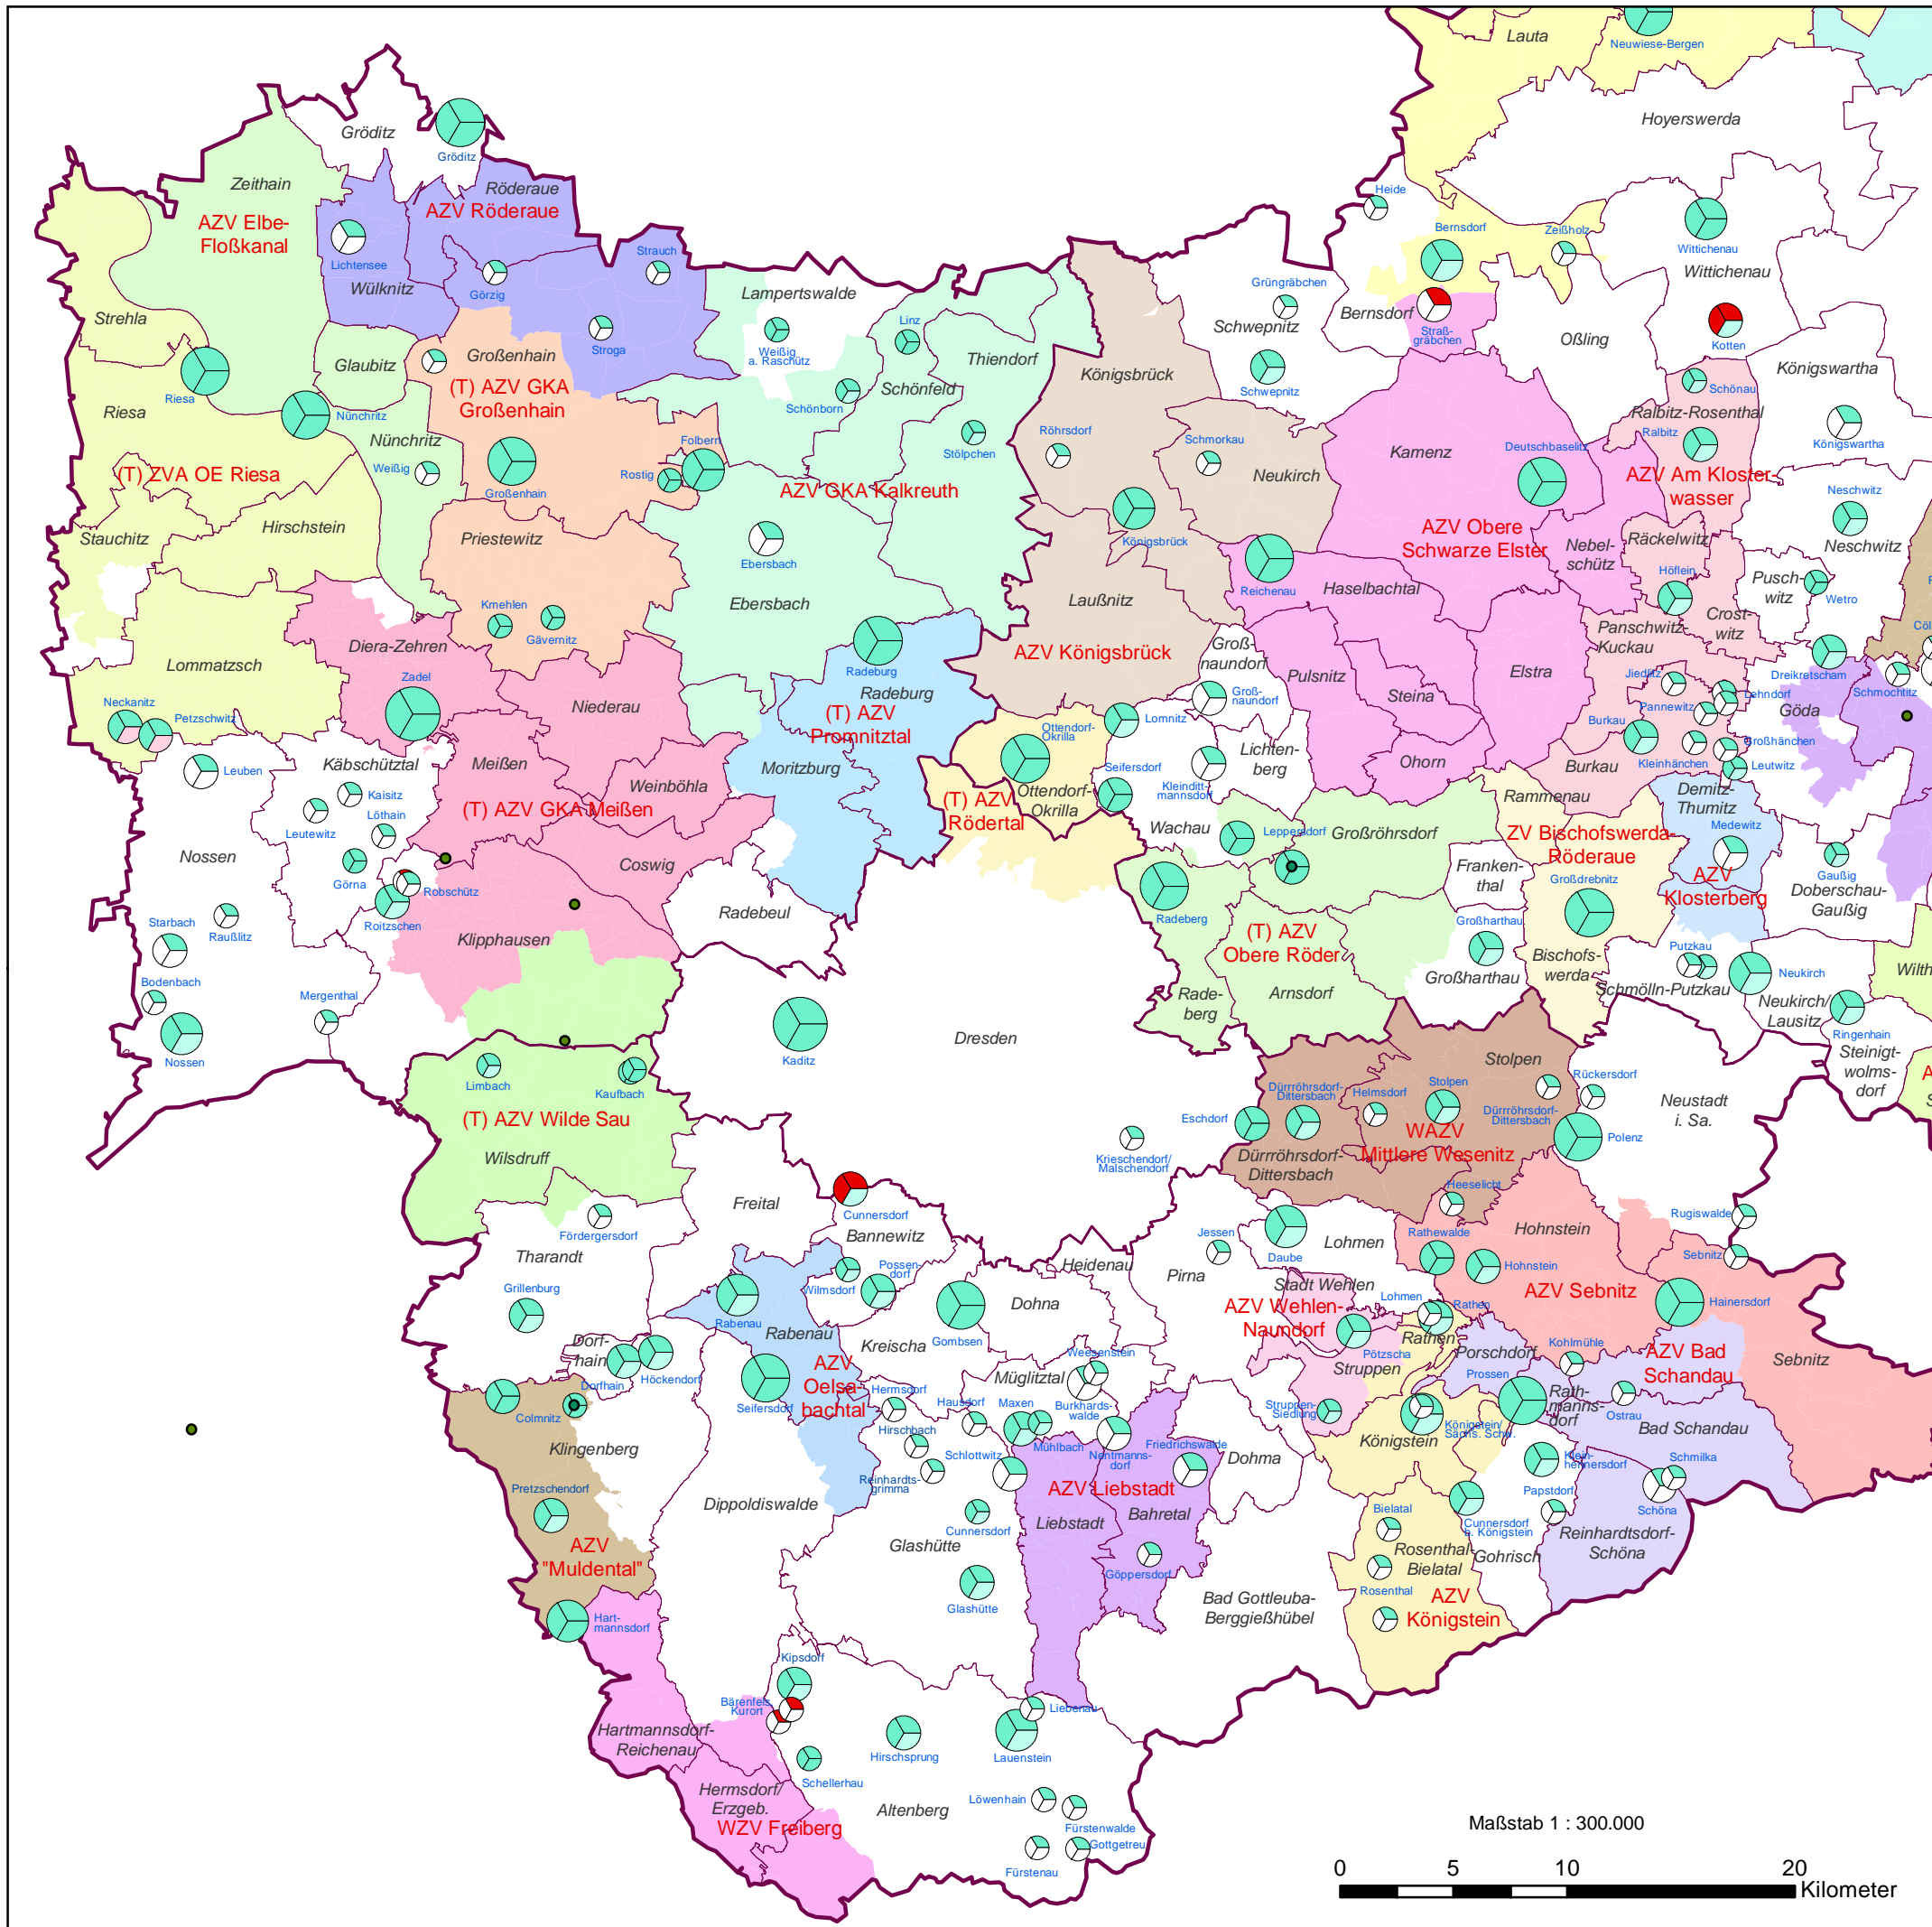 Lauta
Neuwiese-Bergen
Hoyerswerda
Gröditz
Gröditz
Zeithain
AZV Elbe-
Floßkanal
Röderaue
AZV Röderaue
Lichtensee
Wülknitz
Görzig
Strauch
Stroga
Heide
Bernsdorf
Zeißholz
Wittichenau
Wittichenau
Bernsdorf
Straß-
gräbchen
Oßling
Kotten
Königswartha
Königswartha
Grüngräbchen
Schwepnitz
Schwepnitz
Lampertswalde
Weißig
a. Raschütz
Linz
Schönfeld
Schönborn
Thiendorf
Stölpchen
Strehla
Riesa
Riesa
Glaubitz
Nünchritz
Nünchritz
Weißig
(T) ZVA OE Riesa
Hirschstein
Stauchitz
Großenhain
(T) AZV GKA
Großenhain
Großenhain
Folbern
Rostig
AZV GKA Kalkreuth
Ebersbach
Ebersbach
Priestewitz
Kmehlen
Gävernitz
Königsbrück
Röhrsdorf
Schmorkau
Neukirch
Königsbrück
Laußnitz
AZV Königsbrück
Reichenau
Haselbachtal
Kamenz
Deutschbaselitz
AZV Obere
Schwarze Elster
Nebel-
schütz
Schönau
Ralbitz-Rosenthal
Ralbitz
AZV Am Kloster-
wasser
Räckelwitz
Höflein
Crost-
witz
Panschwitz-
Kuckau
Neschwitz
Neschwitz
Pusch-
witz
Wetro
Dreikretscham
Schmochtitz
Göda
Jiedlitz
Lehndorf
Pannewitz
Burkau
Großhänchen
Kleinhänchen
Leutwitz
Burkau
Elstra
Pulsnitz
Steina
Ohorn
Groß-
naundorf
Groß-
naundorf
Lichten-
berg
Kleinditt-
mannsdorf
Lomnitz
Seifersdorf
Wachau
Ottendorf-
Okrilla
Ottendorf-
Okrilla
(T) AZV
Rödertal
Radeburg
Radeburg
(T) AZV
Promnitztal
Moritzburg
Lommatzsch
Neckanitz
Petzschwitz
Diera-Zehren
Zadel
Niederau
Meißen
Weinböhla
(T) AZV GKA Meißen
Coswig
Radebeul
Klipphausen
Leuben
Käbschütztal
Kaisitz
Leutewitz
Löthain
Görna
Robschütz
Roitzschen
Nossen
Starbach
Raußlitz
Bodenbach
Nossen
Mergenthal
Limbach
Kaufbach
(T) AZV Wilde Sau
Wilsdruff
Kaditz
Dresden
Leppersdorf
Großröhrsdorf
Radeberg
(T) AZV
Obere Röder
Rade-
berg
Arnsdorf
Franken-
thal
Großharthau
Großharthau
Rammenau
ZV Bischofswerda-
Röderaue
Großdrebnitz
Bischofs-
werda
Demitz-
Thumitz
Medewitz
AZV
Klosterberg
Gaußig
Doberschau-
Gaußig
Putzkau
Schmölln-Putzkau
Neukirch
Neukirch/
Lausitz
Ringenhain
Steinigt-
wolms-
dorf
Wilth
Stolpen
Stolpen
Rückersdorf
Neustadt
i. Sa.
Polenz
Dürrröhrsdorf-
Dittersbach
Helmsdorf
Dürrröhrsdorf-
Dittersbach
Eschdorf
WAZV
Mittlere Wesenitz
Dürrröhrsdorf-
Dittersbach
Krieschendorf/
Malschendorf
Heeselicht
Rugiswalde
Sebnitz
Hohnstein
Rathewalde
Hohnstein
AZV Sebnitz
Hainersdorf
Sebnitz
Jessen
Daube
Lohmen
Pirna
Stadt Wehlen
AZV Wehlen-
Naundorf
Lohmen
Rathen
Rathen
Pötzscha
Struppen
Struppen-
Siedlung
Porschdorf
Prossen
Kohlmühle
AZV Bad
Schandau
Rath-
manns-
dorf
Ostrau
Bad Schandau
Königstein/
Sächs. Schw.
Königstein
Klein-
hennersdorf
Papstdorf
Schmilka
Schöna
Reinhardtsdorf-
Schöna
Cunnersdorf
b. Königstein
Gohrisch
Bielatal
Rosenthal-
Bielatal
Rosenthal
AZV
Königstein
Freital
Cunnersdorf
Bannewitz
Possen-
dorf
Wilmsdorf
Fördergersdorf
Tharandt
Grillenburg
Dorf-
hain
Dorfhain
Höckendorf
Rabenau
Rabenau
AZV
Oelsa-
bachtal
Seifersdorf
Kreischa
Gombsen
Dohna
Heidenau
Weesenstein
Müglitztal
Burkhards-
walde
Hermsdorf
Hausdorf
Maxen
Mühlbach
Hirschbach
Reinhardts-
grimma
Schlottwitz
Nentmanns-
dorf
Friedrichswalde
Dohma
AZV Liebstadt
Liebstadt
Bahretal
Göppersdorf
Cunnersdorf
Glashütte
Glashütte
Dippoldiswalde
Bad Gottleuba-
Berggießhübel
Colmnitz
Klingenberg
Pretzschendorf
AZV
"Muldental"
Hart-
mannsdorf
Hartmannsdorf-
Reichenau
Hermsdorf/
Erzgeb.
WZV Freiberg
Kipsdorf
Bärenfels,
Kurort
Schellerhau
Hirschsprung
Altenberg
Liebenau
Lauenstein
Löwenhain
Fürstenwalde
Gottgetreu
Fürstenau
Maßstab 1 : 300.000
0 5 10 20
Kilometer